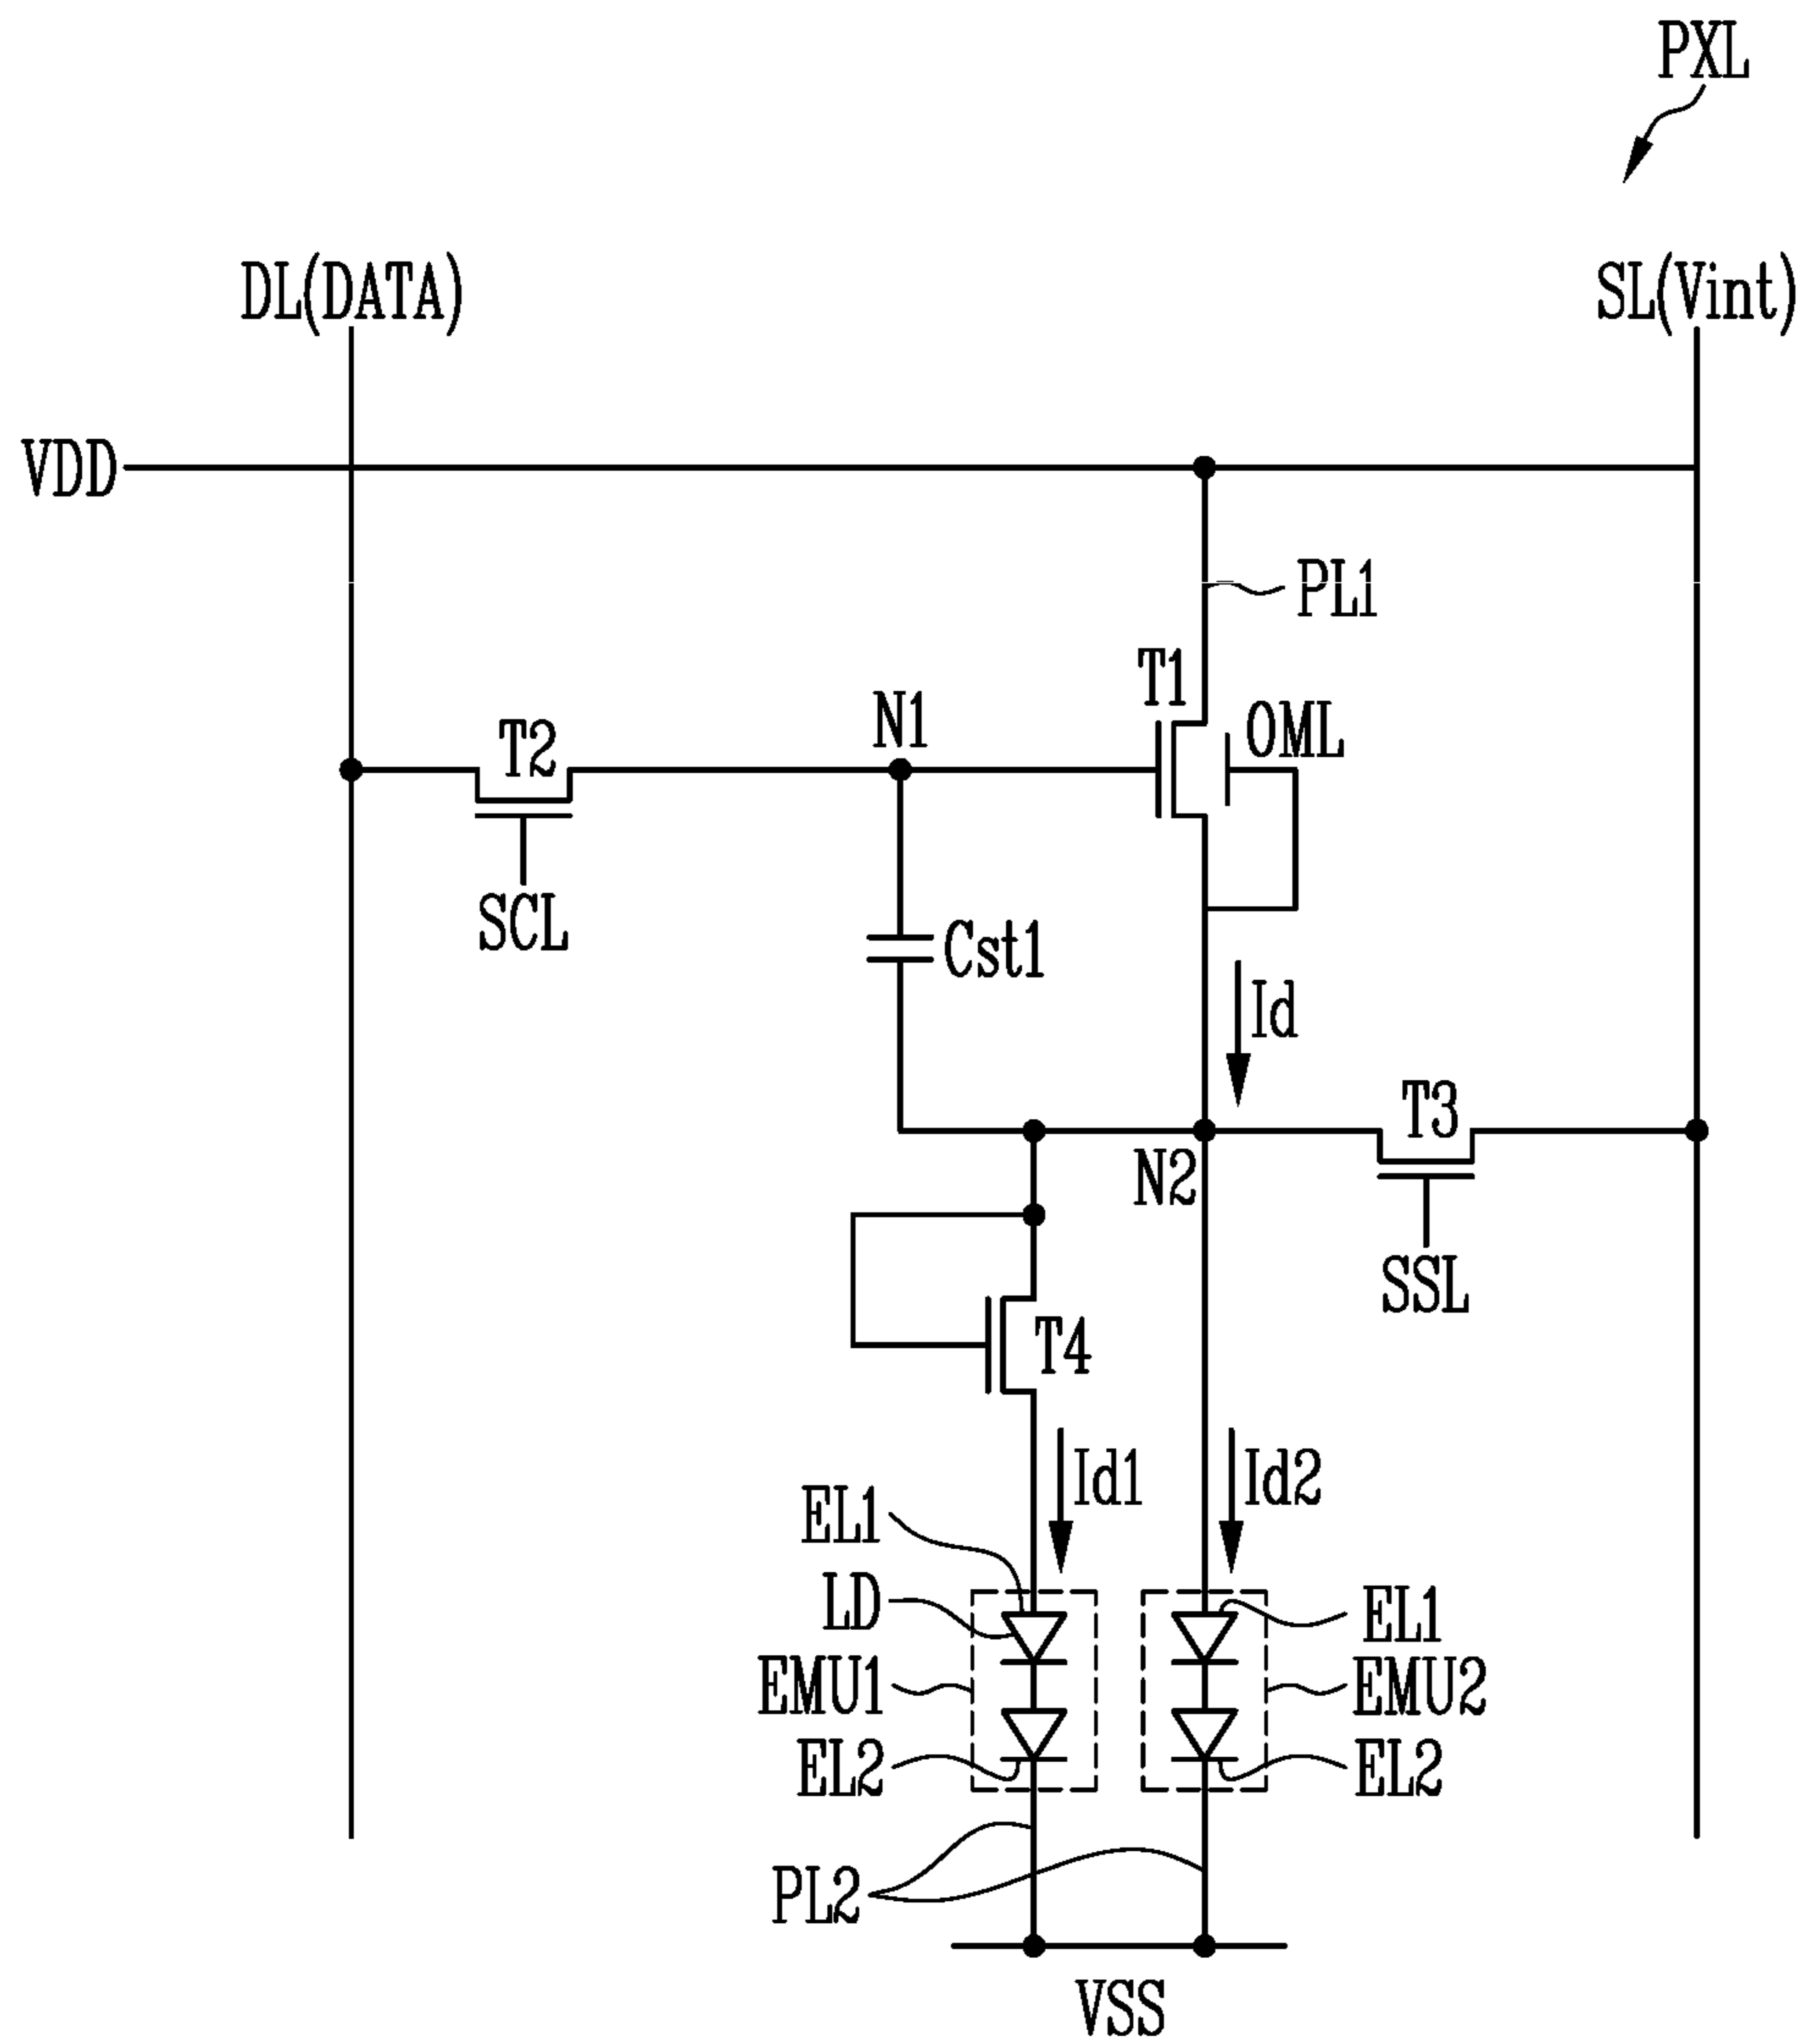 PXL
DL(DATA)
SL(Vint)
VDD
PL1
T1
N1
OML
T2
SCL
Cst1
Id
T3
N2
SSL
T4
Id1
Id2
EL1
LD
EL1
EMU1
EMU2
EL2
EL2
PL2
VSS